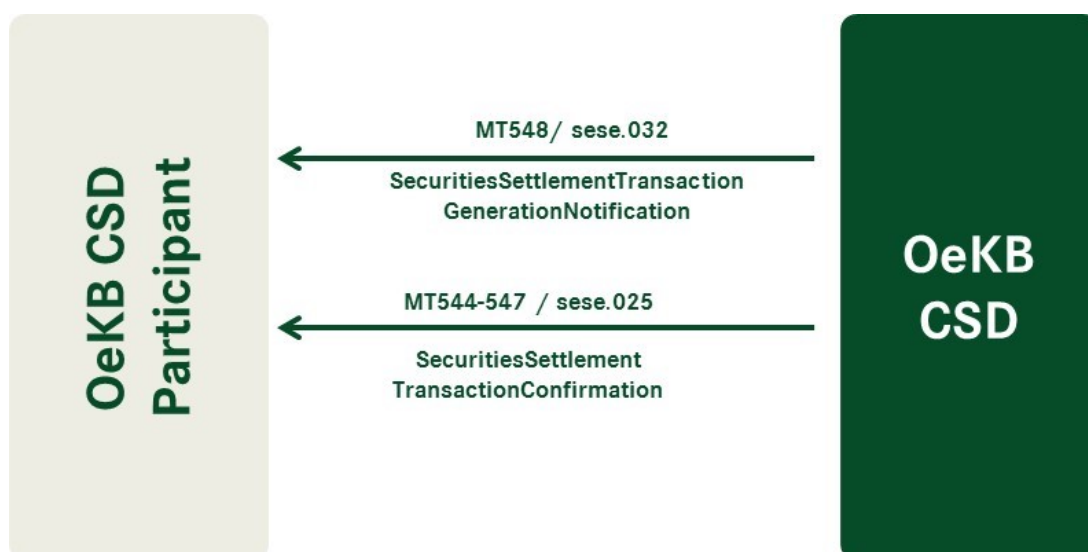 OeKB CSD
Participant
MT548/ sese.032
SecuritiesSettlementTransaction
GenerationNotification
MT544-547 / sese.025
SecuritiesSettlement
TransactionConfirmation
OeKB
CSD